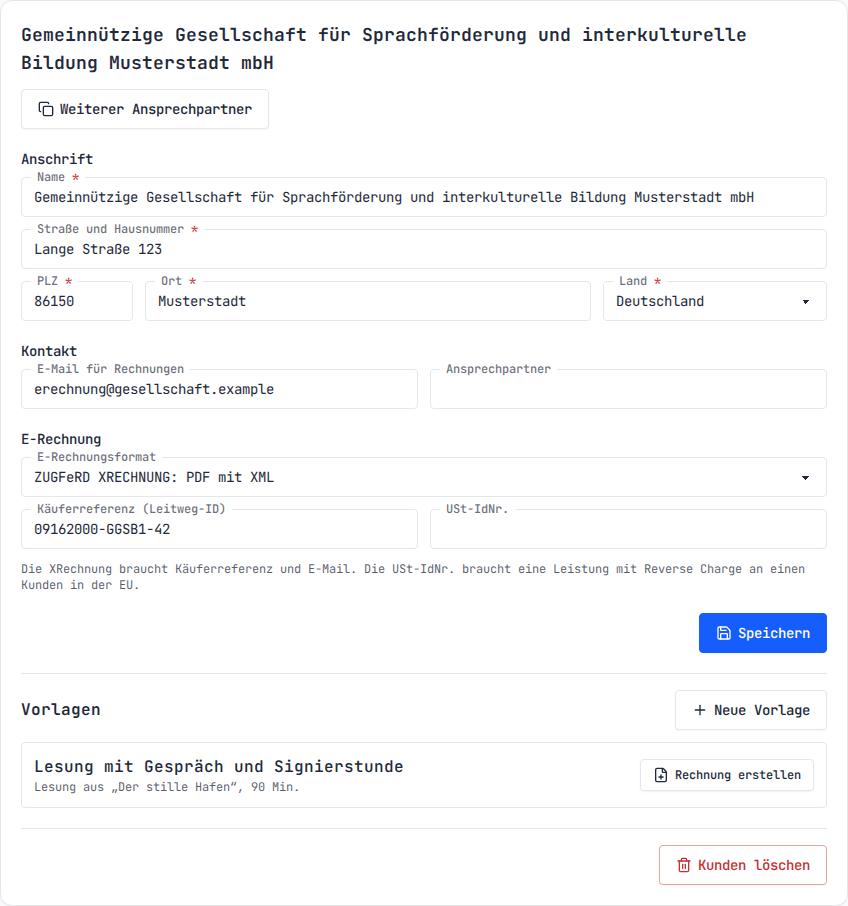 Gemeinnützige Gesellschaft für Sprachförderung und interkulturelle
Bildung Musterstadt mbH
Weiterer Ansprechpartner
Anschrift
Name *
Gemeinnützige Gesellschaft für Sprachförderung und interkulturelle Bildung Musterstadt mbH
Straße und Hausnummer *
Lange Straße 123
PLZ * Ort * Land *
86150 Musterstadt Deutschland
Kontakt
E-Mail für Rechnungen Ansprechpartner
erechnung@gesellschaft.example
E-Rechnung
E-Rechnungsformat
ZUGFeRD XRECHNUNG: PDF mit XML
Käuferreferenz (Leitweg-ID) USt-IdNr.
09162000-GGSB1-42
Die XRechnung braucht Käuferreferenz und E-Mail. Die USt-IdNr. braucht eine Leistung mit Reverse Charge an einen
Kunden in der EU.
Speichern
Vorlagen
Neue Vorlage
Lesung mit Gespräch und Signierstunde
Lesung aus „Der stille Hafen“, 90 Min.
Rechnung erstellen
Kunden löschen